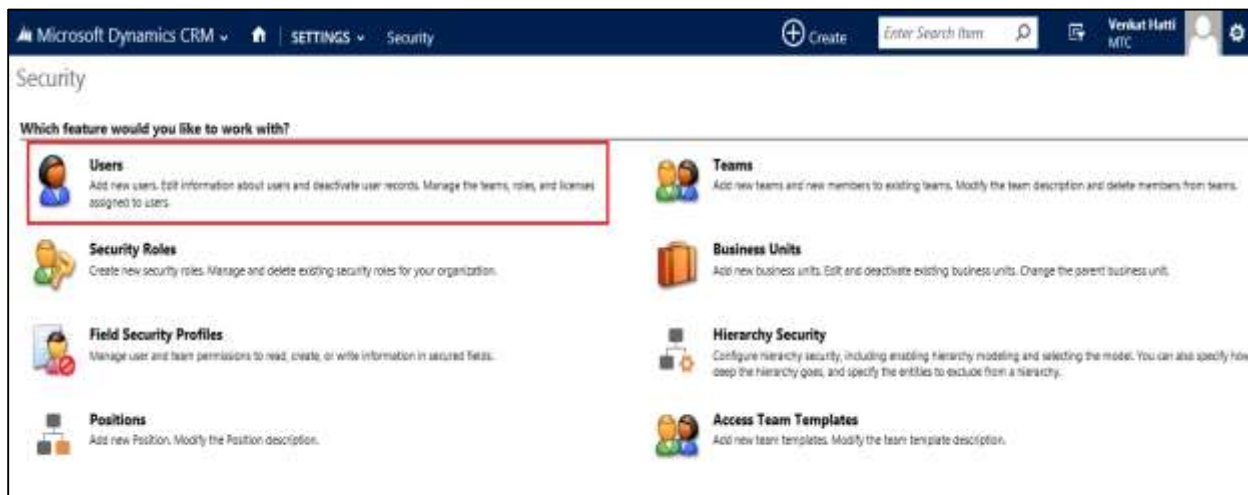 Microsoft Dynamics CRM SETTINGS Security Create Enter Search Item Venkat Hatti
MTC
Security
Which feature would you like to work with?
Users
Add new users. Edit information about users and deactivate user records. Manage the teams, roles, and licenses
assigned to users.
Teams
Add new teams and new members to existing teams. Modify the team description and delete members from teams.
Security Roles
Create new security roles. Manage and delete existing security roles for your organization.
Business Units
Add new business units. Edit and deactivate existing business units. Change the parent business unit.
Field Security Profiles
Manage user and team permissions to read, create, or write information in secured fields.
Hierarchy Security
Configure hierarchy security, including enabling hierarchy modeling and selecting the model. You can also specify how
deep the hierarchy goes, and specify the entities to exclude from a hierarchy.
Positions
Add new Position. Modify the Position description.
Access Team Templates
Add new team templates. Modify the team template description.